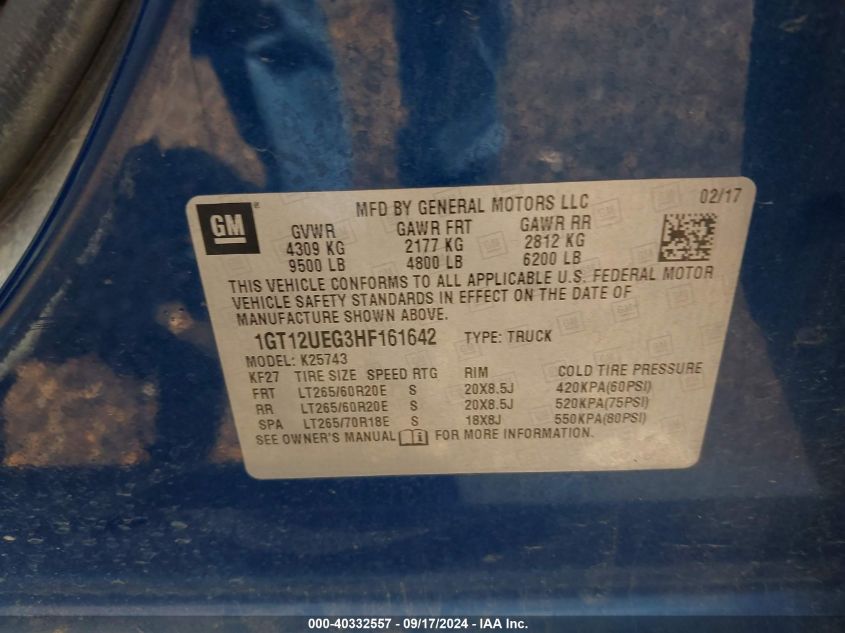 GM ®
MFD BY GENERAL MOTORS LLC 02/17
GVWR GAWR FRT GAWR RR
4309 KG 2177 KG 2812 KG
9500 LB 4800 LB 6200 LB
THIS VEHICLE CONFORMS TO ALL APPLICABLE U.S. FEDERAL MOTOR
VEHICLE SAFETY STANDARDS IN EFFECT ON THE DATE OF
MANUFACTURE SHOWN ABOVE.
1GT12UEG3HF161642 TYPE: TRUCK
MODEL: K25743
KF27 TIRE SIZE SPEED RTG RIM COLD TIRE PRESSURE
FRT LT265/60R20E S 20X8.5J 420KPA(60PSI)
RR LT265/60R20E S 20X8.5J 520KPA(75PSI)
SPA LT265/70R18E S 18X8J 550KPA(80PSI)
SEE OWNER'S MANUAL FOR MORE INFORMATION.
000-40332557 - 09/17/2024 - IAA Inc.